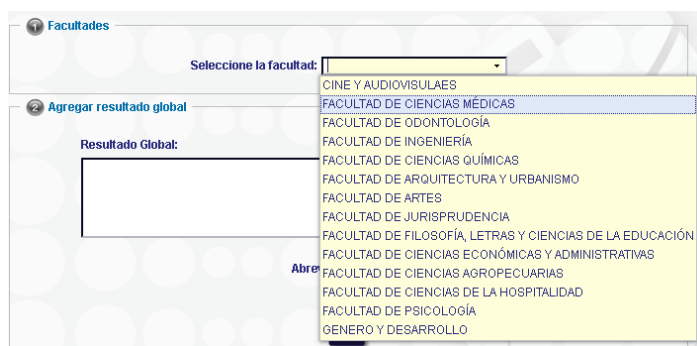 1 Facultades
Seleccione la facultad:
CINE Y AUDIOVISULAES
FACULTAD DE CIENCIAS MÉDICAS
FACULTAD DE ODONTOLOGÍA
FACULTAD DE INGENIERÍA
FACULTAD DE CIENCIAS QUÍMICAS
FACULTAD DE ARQUITECTURA Y URBANISMO
FACULTAD DE ARTES
FACULTAD DE JURISPRUDENCIA
FACULTAD DE FILOSOFÍA, LETRAS Y CIENCIAS DE LA EDUCACIÓN
FACULTAD DE CIENCIAS ECONÓMICAS Y ADMINISTRATIVAS
FACULTAD DE CIENCIAS AGROPECUARIAS
FACULTAD DE CIENCIAS DE LA HOSPITALIDAD
FACULTAD DE PSICOLOGÍA
GENERO Y DESARROLLO
2 Agregar resultado global
Resultado Global:
Abre